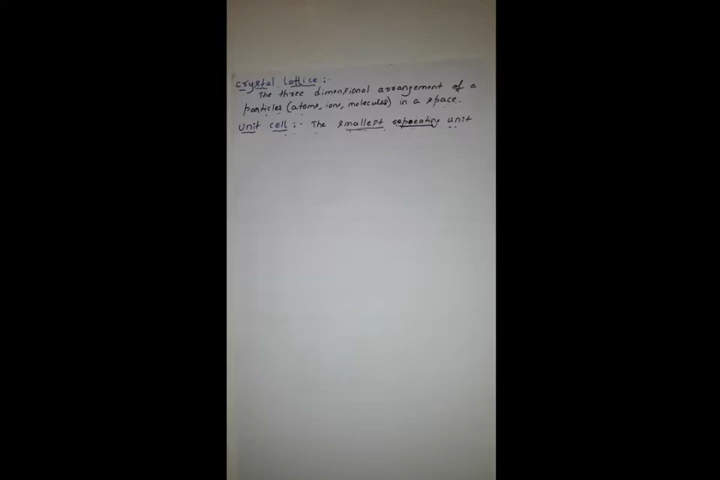 Crystal Lattice :-
The three dimensional arrangement of a
particles (atoms, ions, molecules) in a space.
Unit cell :- The smallest repeating unit